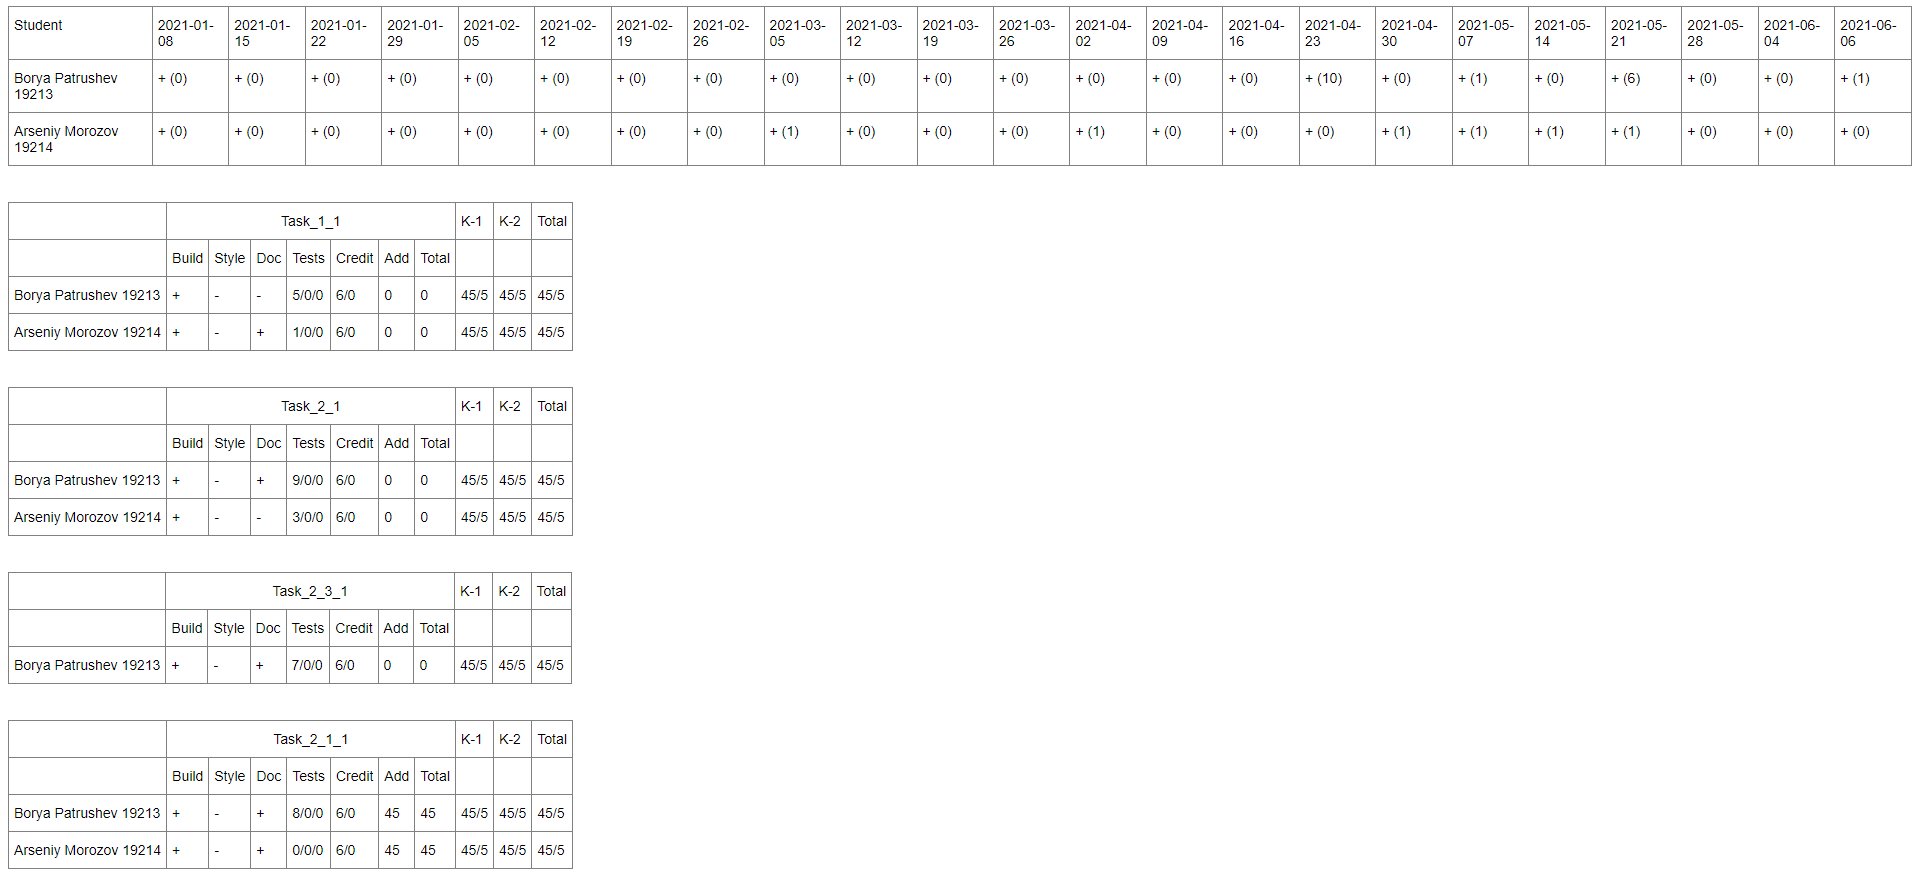 Student 2021-01-08 2021-01-15 2021-01-22 2021-01-29 2021-02-05 2021-02-12 2021-02-19 2021-02-26 2021-03-05 2021-03-12 2021-03-19 2021-03-26 2021-04-02 2021-04-09 2021-04-16 2021-04-23 2021-04-30 2021-05-07 2021-05-14 2021-05-21 2021-05-28 2021-06-04 2021-06-06
Borya Patrushev 19213 + (0) + (0) + (0) + (0) + (0) + (0) + (0) + (0) + (0) + (0) + (0) + (0) + (0) + (0) + (0) + (10) + (0) + (1) + (0) + (6) + (0) + (0) + (1)
Arseniy Morozov 19214 + (0) + (0) + (0) + (0) + (0) + (0) + (0) + (0) + (1) + (0) + (0) + (0) + (1) + (0) + (0) + (0) + (1) + (1) + (1) + (1) + (0) + (0) + (0)
Task_1_1 K-1 K-2 Total
Build Style Doc Tests Credit Add Total
Borya Patrushev 19213 + - - 5/0/0 6/0 0 0 45/5 45/5 45/5
Arseniy Morozov 19214 + - + 1/0/0 6/0 0 0 45/5 45/5 45/5
Task_2_1 K-1 K-2 Total
Build Style Doc Tests Credit Add Total
Borya Patrushev 19213 + - + 9/0/0 6/0 0 0 45/5 45/5 45/5
Arseniy Morozov 19214 + - - 3/0/0 6/0 0 0 45/5 45/5 45/5
Task_2_3_1 K-1 K-2 Total
Build Style Doc Tests Credit Add Total
Borya Patrushev 19213 + - + 7/0/0 6/0 0 0 45/5 45/5 45/5
Task_2_1_1 K-1 K-2 Total
Build Style Doc Tests Credit Add Total
Borya Patrushev 19213 + - + 8/0/0 6/0 45 45 45/5 45/5 45/5
Arseniy Morozov 19214 + - + 0/0/0 6/0 45 45 45/5 45/5 45/5